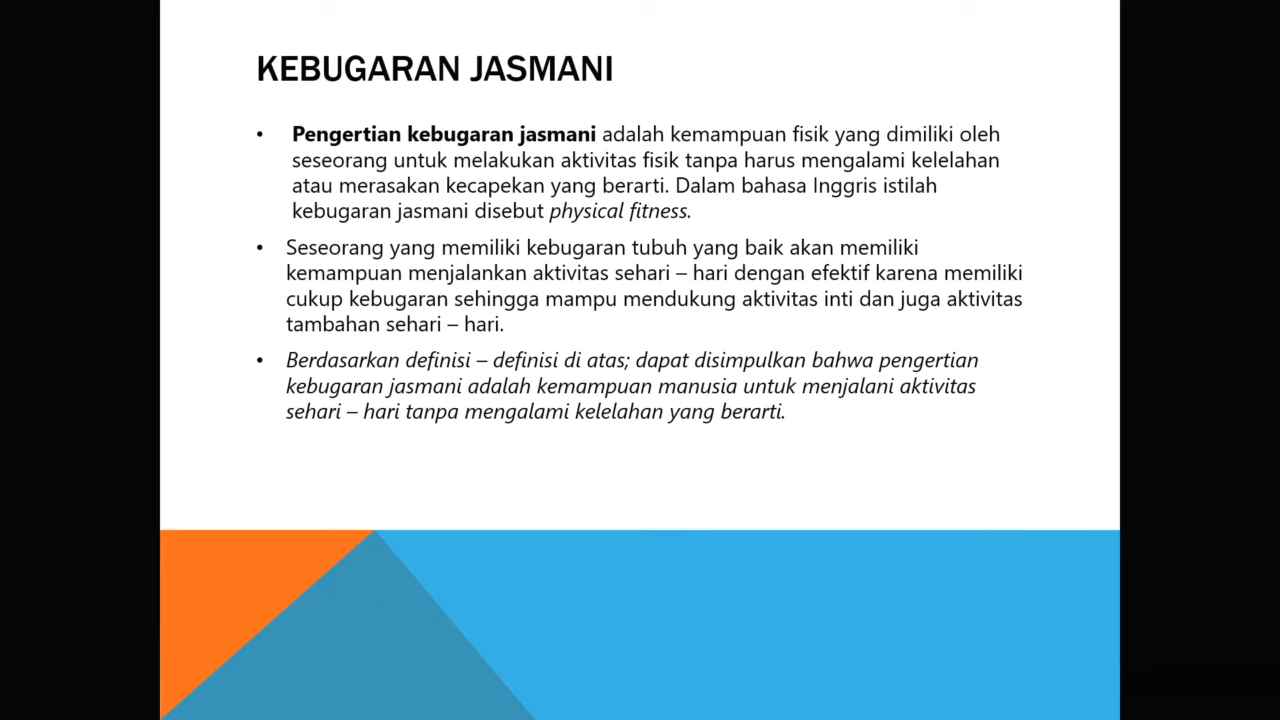 KEBUGARAN JASMANI
• Pengertian kebugaran jasmani adalah kemampuan fisik yang dimiliki oleh
seseorang untuk melakukan aktivitas fisik tanpa harus mengalami kelelahan
atau merasakan kecapekan yang berarti. Dalam bahasa Inggris istilah
kebugaran jasmani disebut physical fitness.
• Seseorang yang memiliki kebugaran tubuh yang baik akan memiliki
kemampuan menjalankan aktivitas sehari – hari dengan efektif karena memiliki
cukup kebugaran sehingga mampu mendukung aktivitas inti dan juga aktivitas
tambahan sehari – hari.
• Berdasarkan definisi – definisi di atas; dapat disimpulkan bahwa pengertian
kebugaran jasmani adalah kemampuan manusia untuk menjalani aktivitas
sehari – hari tanpa mengalami kelelahan yang berarti.